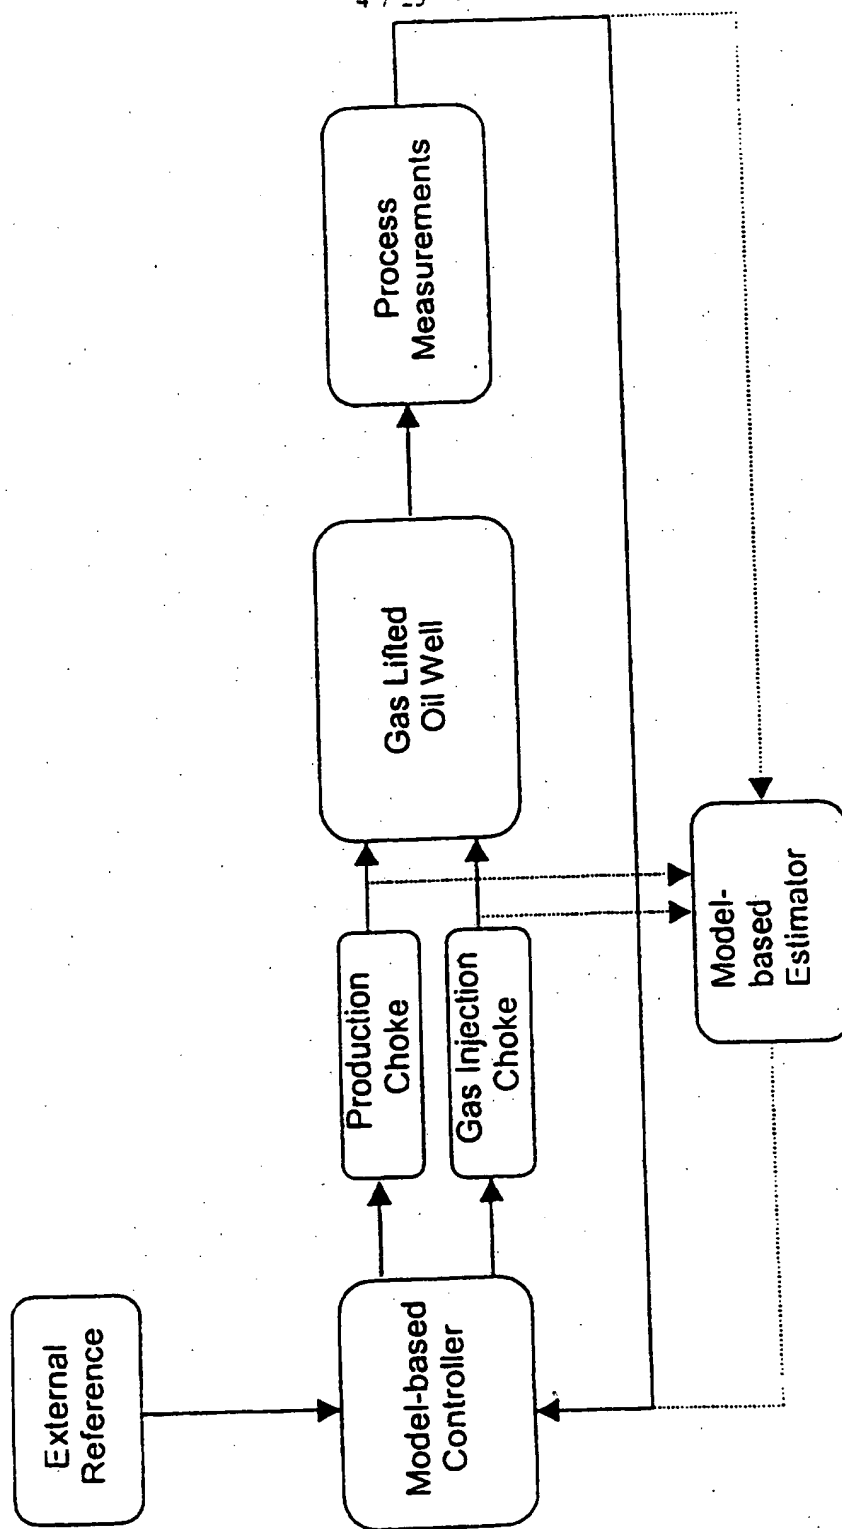 External
Reference
Model-based
Controller
Production
Choke
Gas Injection
Choke
Gas Lifted
Oil Well
Process
Measurements
Model-
based
Estimator